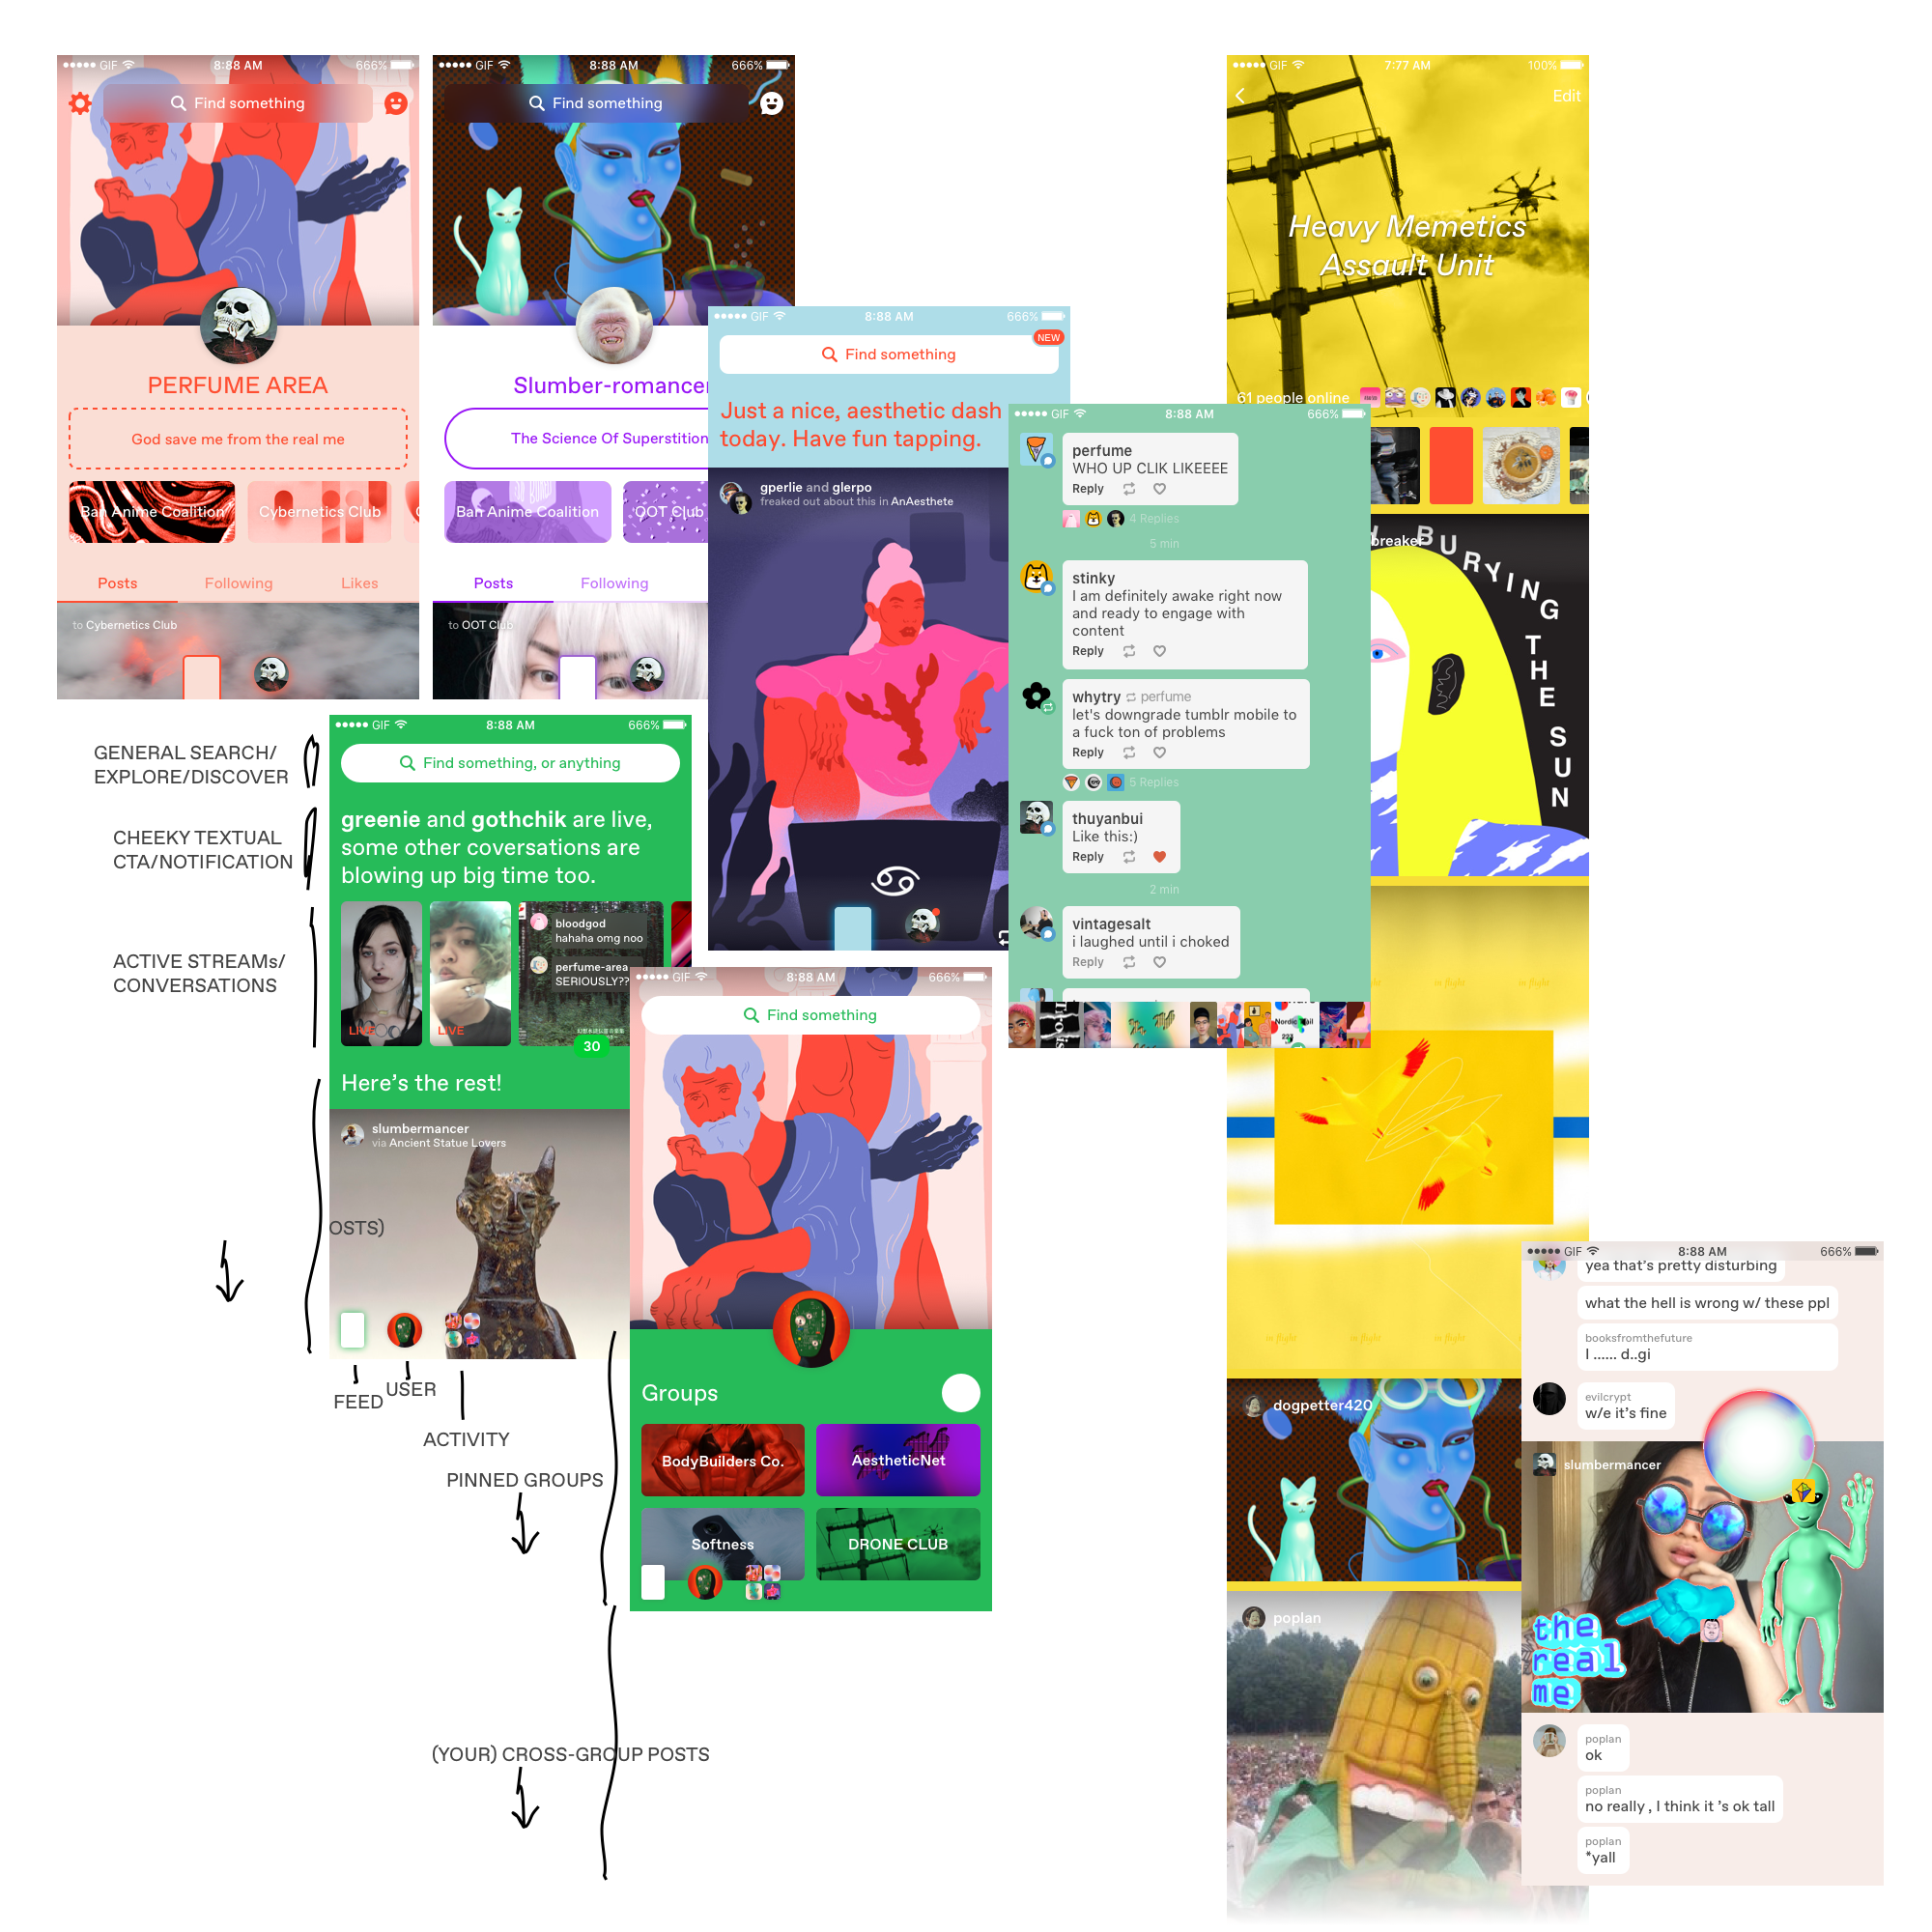 GIF
8:88 AM
666%
Find something
PERFUME AREA
God save me from the real me
Ban Anime Coalition
Cybernetics Club
Posts
Following
Likes
to Cybernetics Club
GIF
8:88 AM
666%
Find something
Slumber-romancer
The Science Of Superstition
Ban Anime Coalition
OOT Club
Posts
Following
to OOT Club
GIF
8:88 AM
666%
NEW
Find something
Just a nice, aesthetic dash
today. Have fun tapping.
gperlie and glerpo
freaked out about this in AnAesthete
GIF
8:88 AM
666%
perfume
WHO UP CLIK LIKEEEE
Reply
4 Replies
5 min
stinky
I am definitely awake right now
and ready to engage with
content
Reply
whytry perfume
let's downgrade tumblr mobile to
a fuck ton of problems
Reply
5 Replies
thuyanbui
Like this:)
Reply
2 min
vintagesalt
i laughed until i choked
Reply
GIF
7:77 AM
100%
Edit
Heavy Memetics
Assault Unit
61 people online
breaker
BURYING THE SUN
in flight
in flight
in flight
in flight
in flight
dogpetter420
poplan
GENERAL SEARCH/
EXPLORE/DISCOVER
CHEEKY TEXTUAL
CTA/NOTIFICATION
ACTIVE STREAMs/
CONVERSATIONS
OSTS)
GIF
8:88 AM
666%
Find something, or anything
greenie and gothchik are live,
some other coversations are
blowing up big time too.
LIVE
LIVE
bloodgod
hahaha omg noo
perfume-area
SERIOUSLY??
30
Here's the rest!
slumbermancer
via Ancient Statue Lovers
FEED
USER
ACTIVITY
PINNED GROUPS
(YOUR) CROSS-GROUP POSTS
GIF
8:88 AM
666%
Find something
Groups
BodyBuilders Co.
AestheticNet
Softness
DRONE CLUB
GIF
8:88 AM
666%
yea that's pretty disturbing
what the hell is wrong w/ these ppl
booksfromthefuture
I ...... d..gi
evilcrypt
w/e it's fine
slumbermancer
the
real
me
poplan
ok
poplan
no really , I think it 's ok tall
poplan
*yall